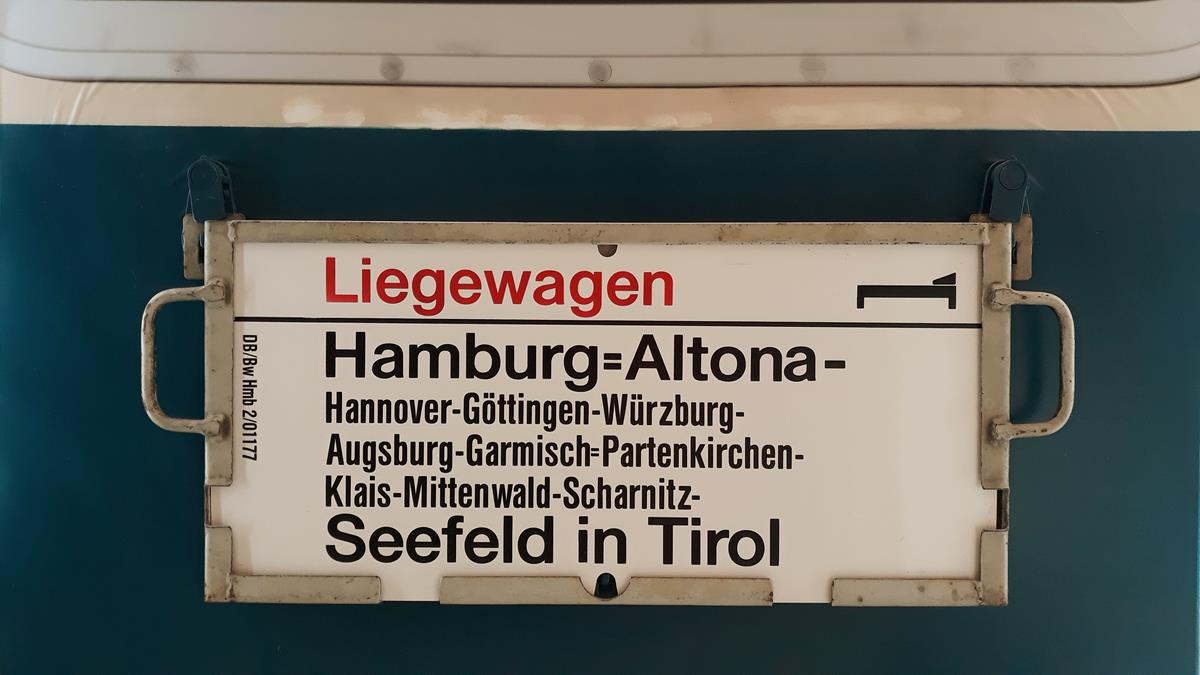 Liegewagen
Hamburg=Altona-
Hannover-Göttingen-Würzburg-
Augsburg-Garmisch=Partenkirchen-
Klais-Mittenwald-Scharnitz-
Seefeld in Tirol
DB/Bw Hmb 2/01177